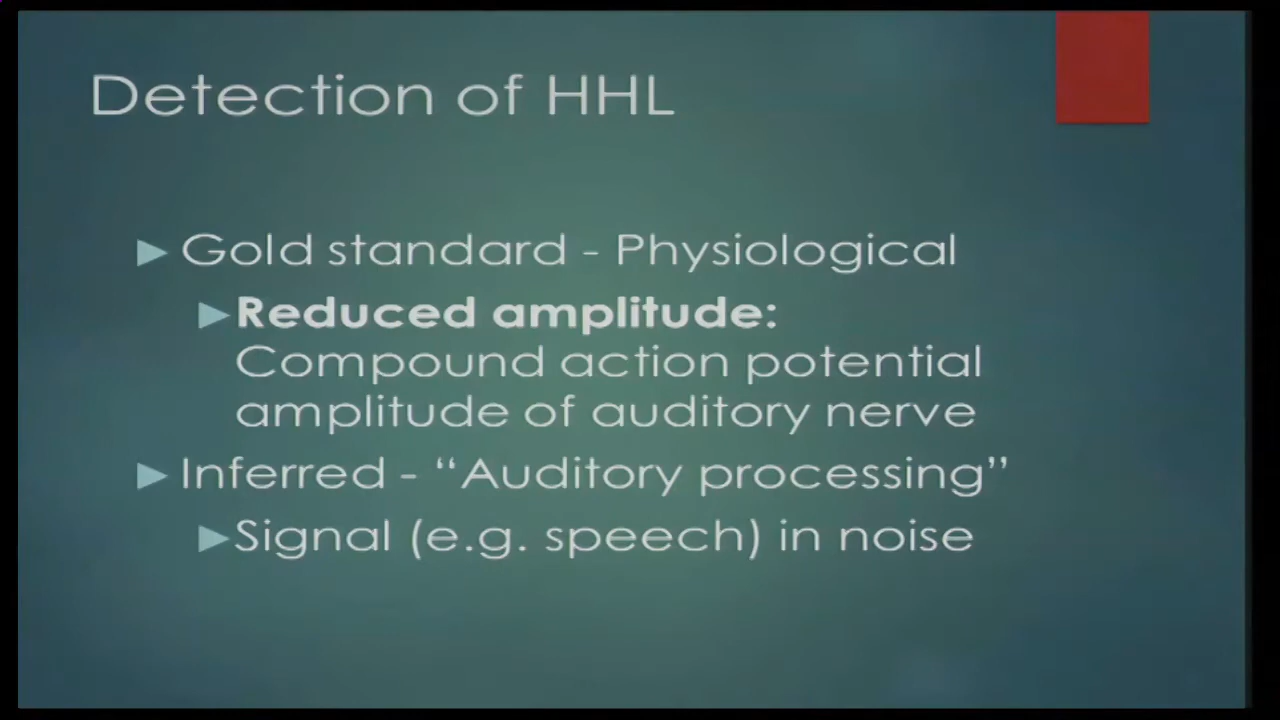 Detection of HHL
Gold standard - Physiological
Reduced amplitude:
Compound action potential
amplitude of auditory nerve
Inferred - “Auditory processing”
Signal (e.g. speech) in noise